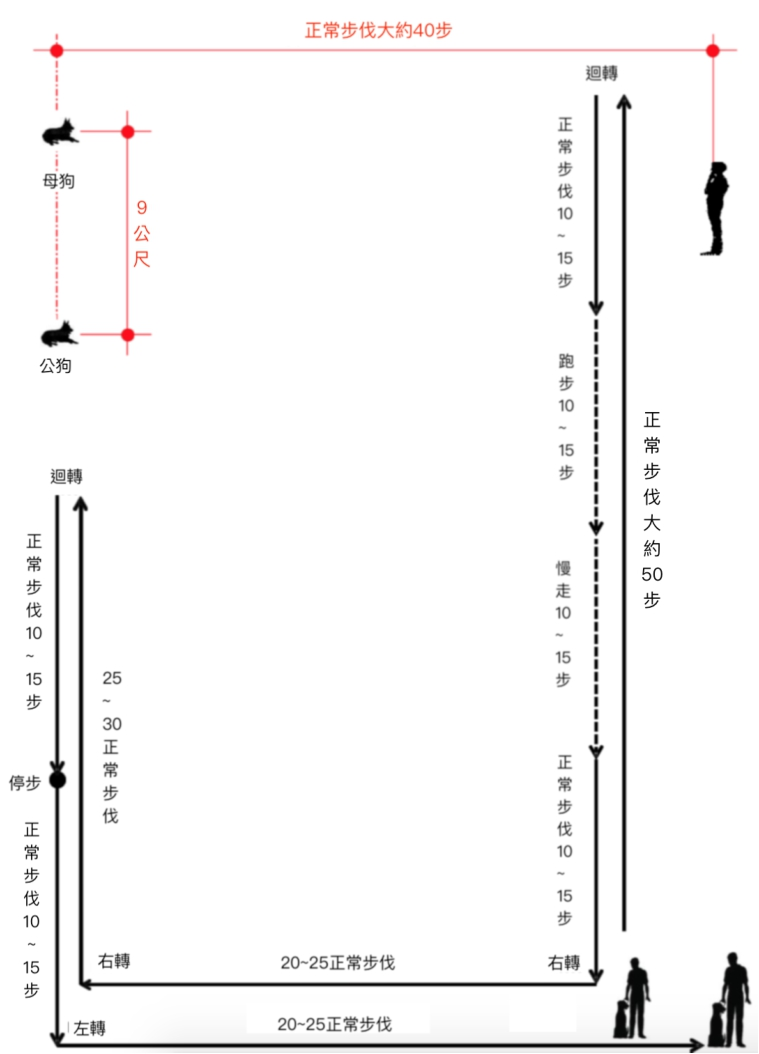 正常步伐大約40步
迴轉
正常步伐10~15步
母狗
9公尺
公狗
跑步10~15步
正常步伐大約50步
迴轉
正常步伐10~15步
慢走10~15步
25~30正常步伐
停步
正常步伐10~15步
正常步伐10~15步
右轉
20~25正常步伐
右轉
左轉
20~25正常步伐